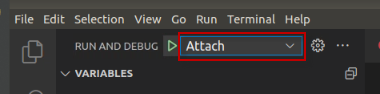 File Edit Selection View Go Run Terminal Help
RUN AND DEBUG Attach
VARIABLES